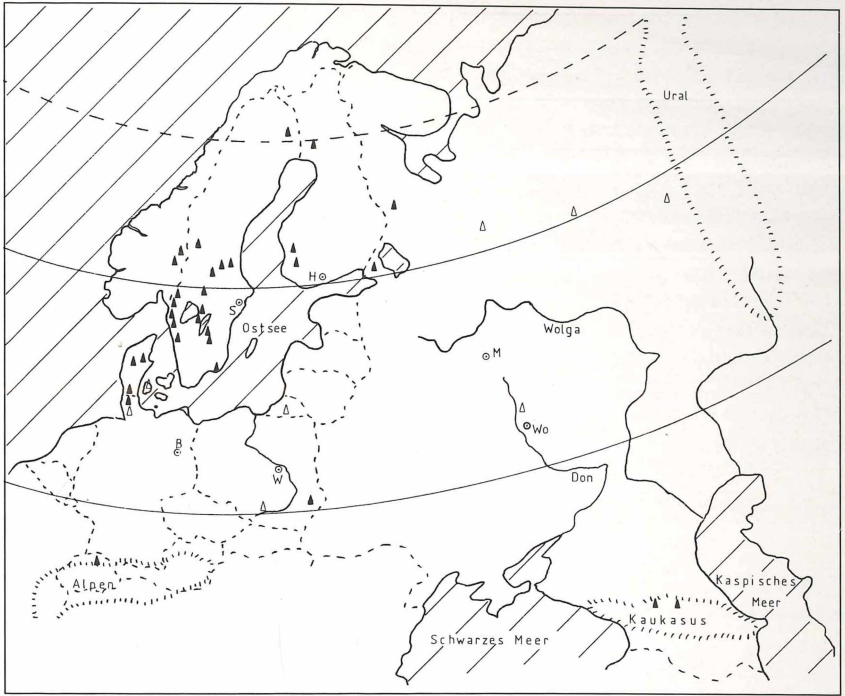 Ural
H
S
Ostsee
Wolga
M
Wo
B
W
Don
Alpen
Kaspisches
Meer
Kaukasus
Schwarzes Meer